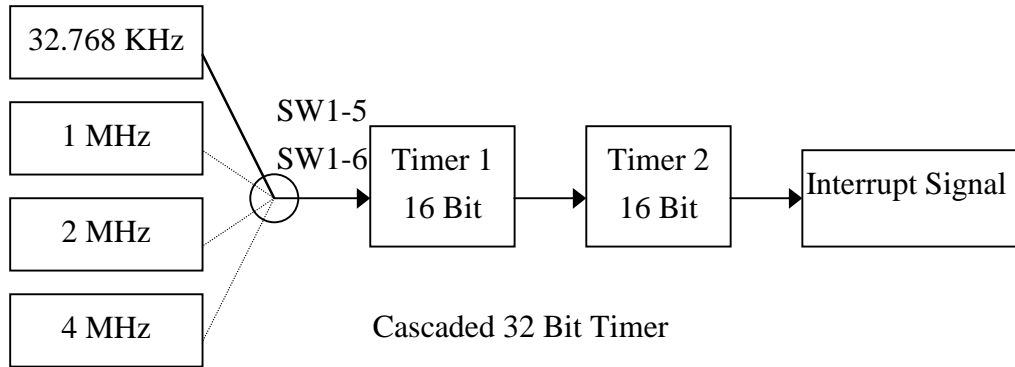 32.768 KHz
1 MHz
2 MHz
4 MHz
SW1-5
SW1-6
Timer 1
16 Bit
Timer 2
16 Bit
Interrupt Signal
Cascaded 32 Bit Timer